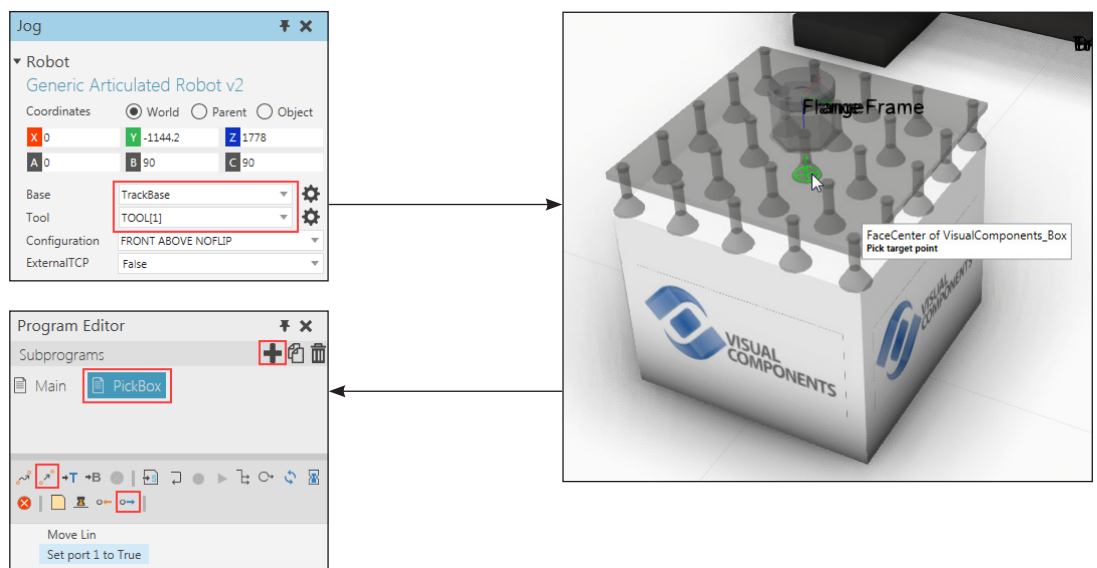 Jog
Robot
Generic Articulated Robot v2
Coordinates World Parent Object
X 0 Y -1144.2 Z 1778
A 0 B 90 C 90
Base TrackBase
Tool TOOL[1]
Configuration FRONT ABOVE NOFLIP
ExternalTCP False
Frame
FaceCenter of VisualComponents_Box
Pick target point
VISUAL
COMPONENTS
VISUAL
COMPONENTS
Program Editor
Subprograms
Main PickBox
T B
Move Lin
Set port 1 to True